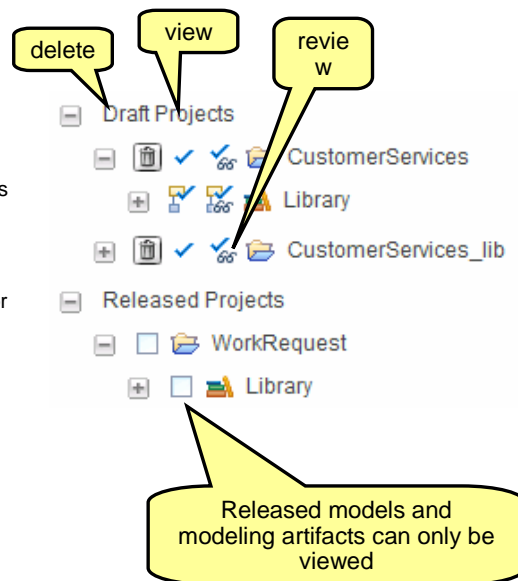 delete
view
revie
w
Draft Projects
CustomerServices
s
Library
CustomerServices_lib
r
Released Projects
WorkRequest
Library
Released models and
modeling artifacts can only be
viewed